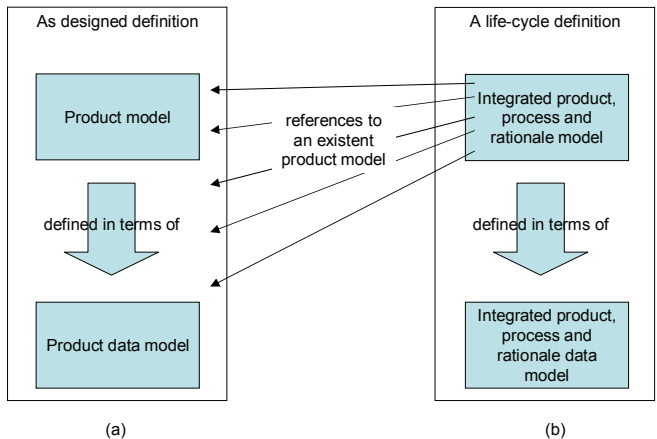 As designed definition
Product model
defined in terms of
Product data model
(a)
references to
an existent
product model
A life-cycle definition
Integrated product,
process and
rationale model
defined in terms of
Integrated product,
process and
rationale data
model
(b)